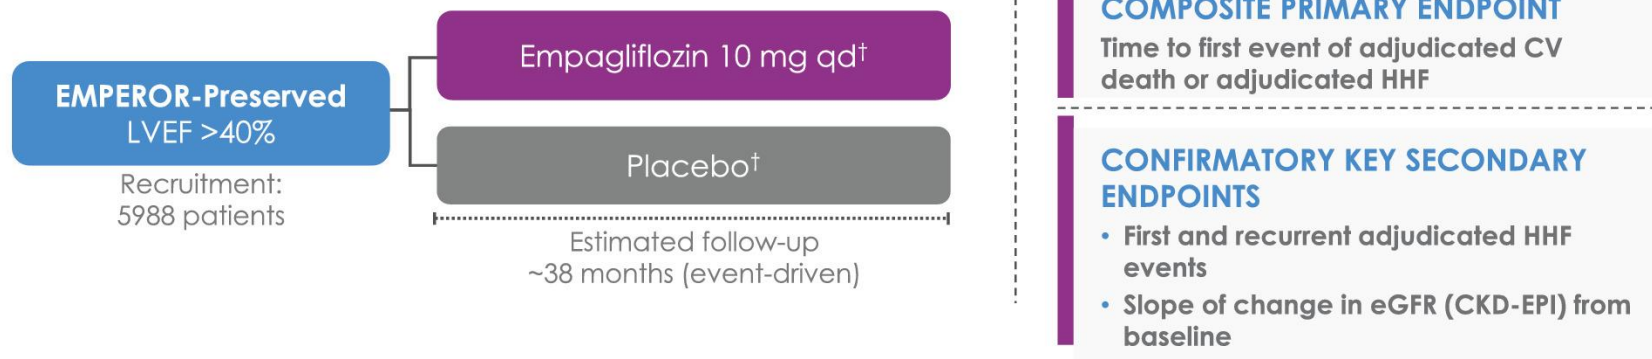 EMPEROR-Preserved
LVEF >40%
Recruitment:
5988 patients
Empagliflozin 10 mg qd†
Placebo†
Estimated follow-up
~38 months (event-driven)
COMPOSITE PRIMARY ENDPOINT
Time to first event of adjudicated CV
death or adjudicated HHF
CONFIRMATORY KEY SECONDARY
ENDPOINTS
• First and recurrent adjudicated HHF
events
• Slope of change in eGFR (CKD-EPI) from
baseline